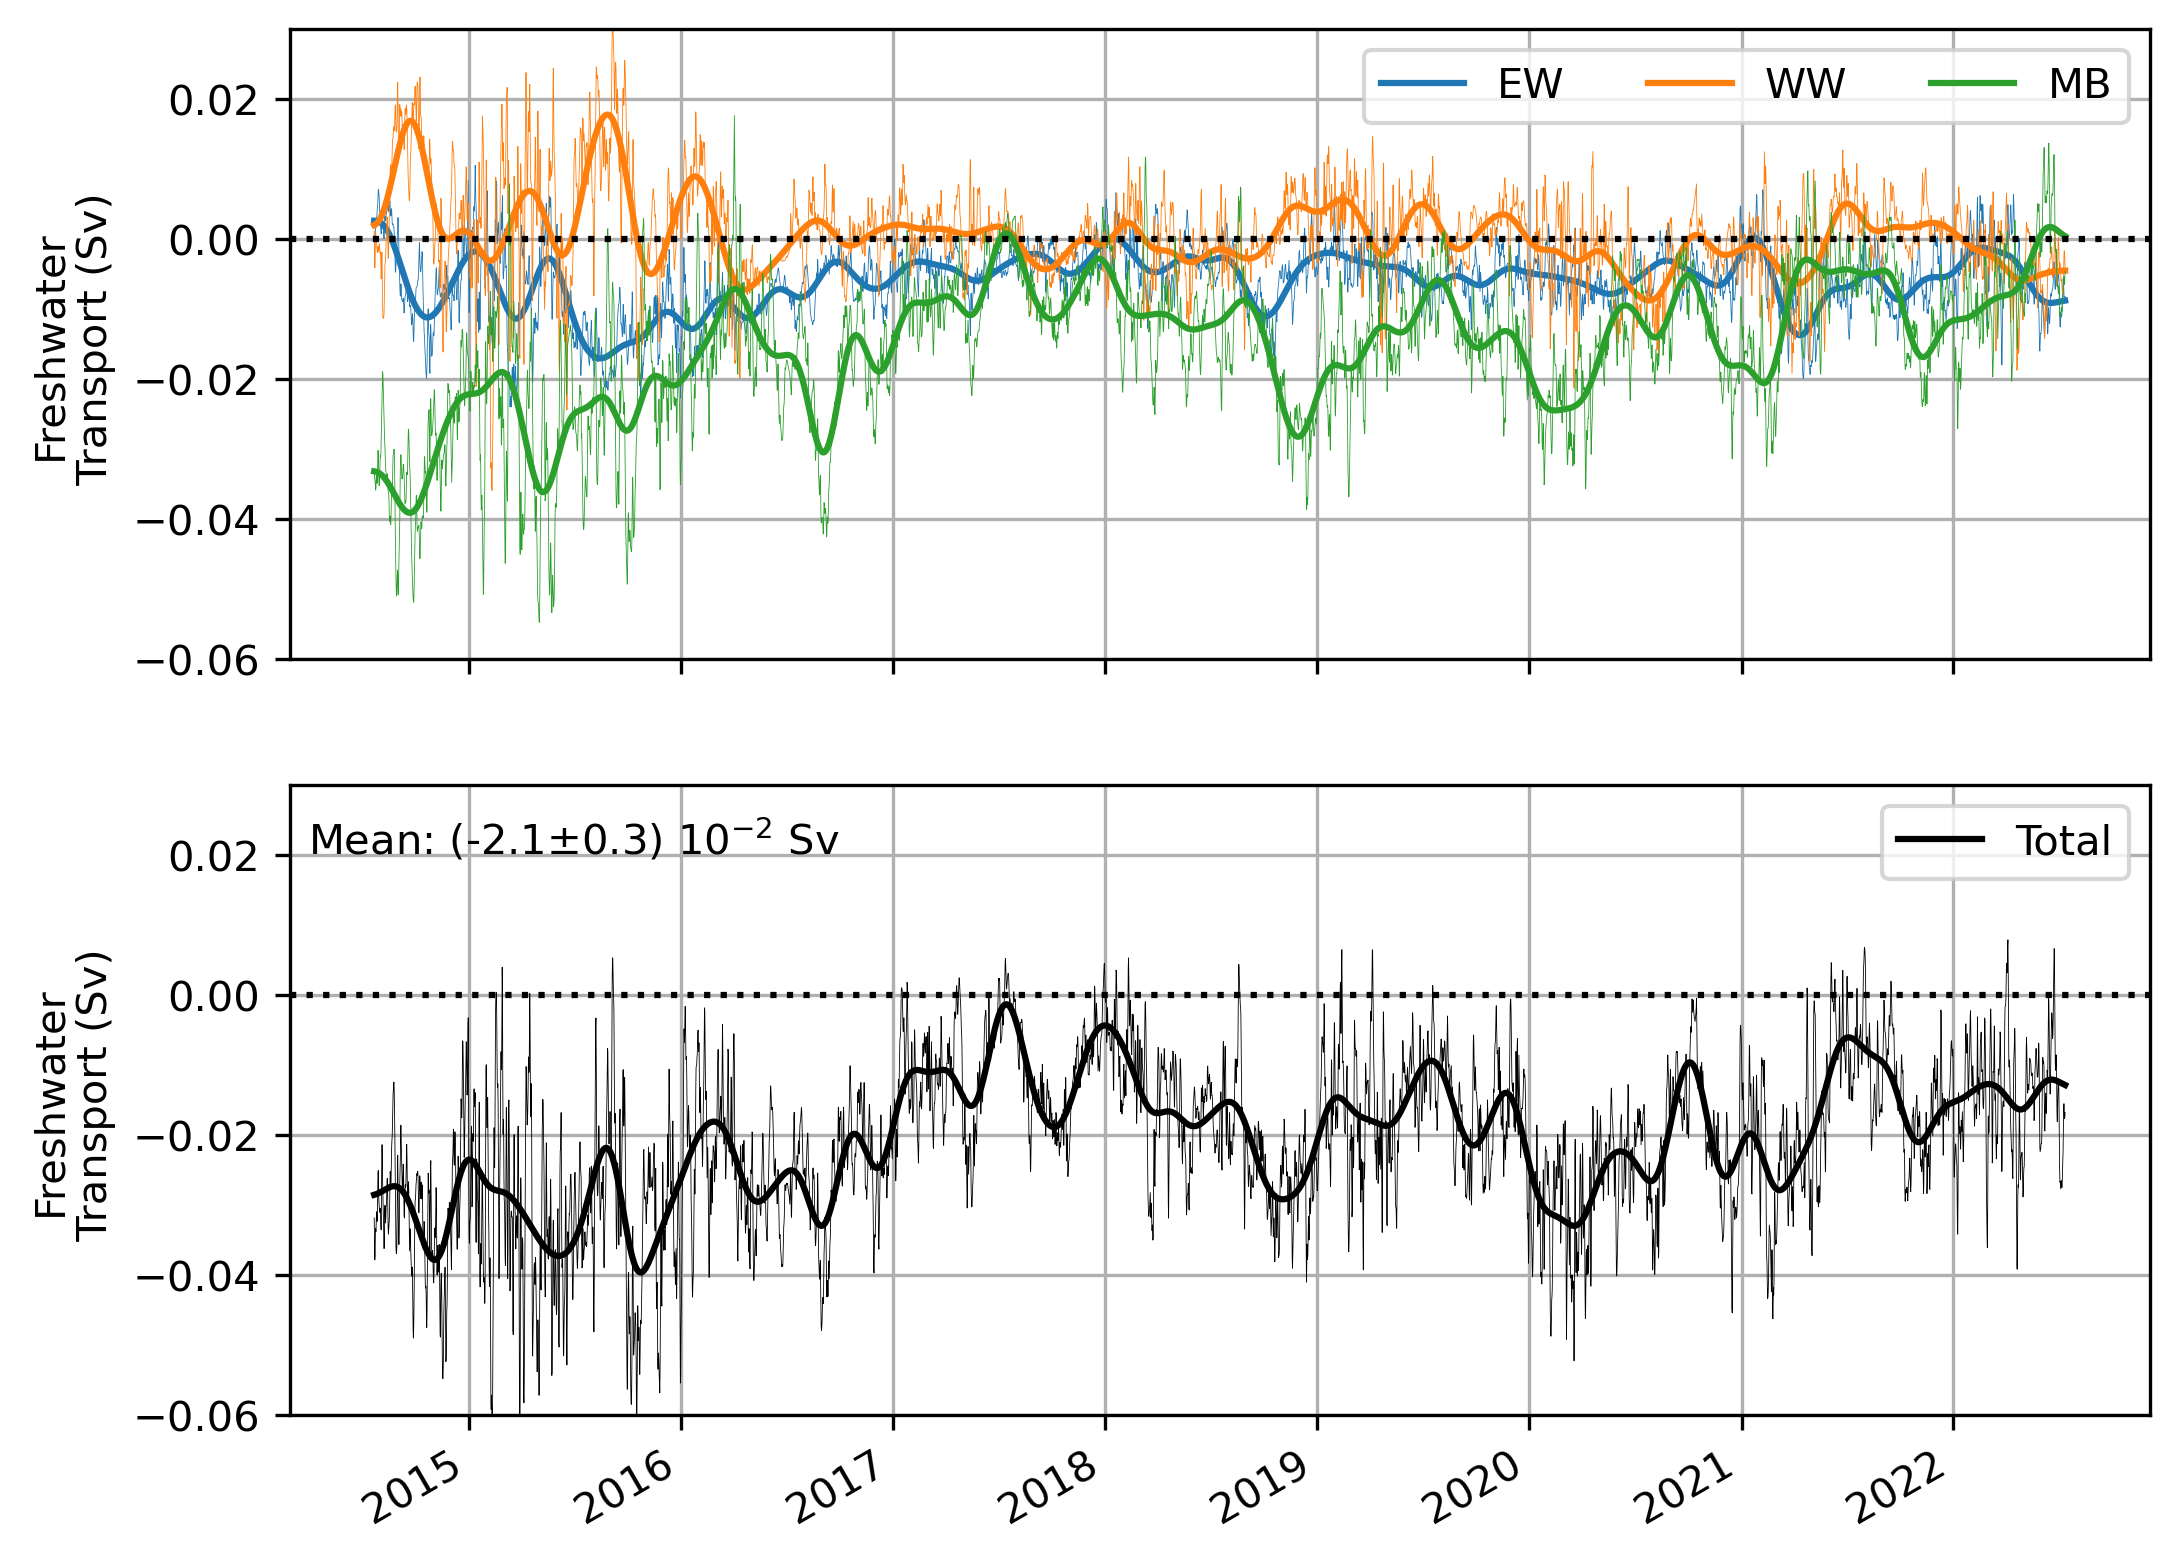 Freshwater
Transport (Sv)
0.02
0.00
−0.02
−0.04
−0.06
EW WW MB
Freshwater
Transport (Sv)
0.02
0.00
−0.02
−0.04
−0.06
Mean: (-2.1±0.3) 10⁻² Sv
Total
2015 2016 2017 2018 2019 2020 2021 2022